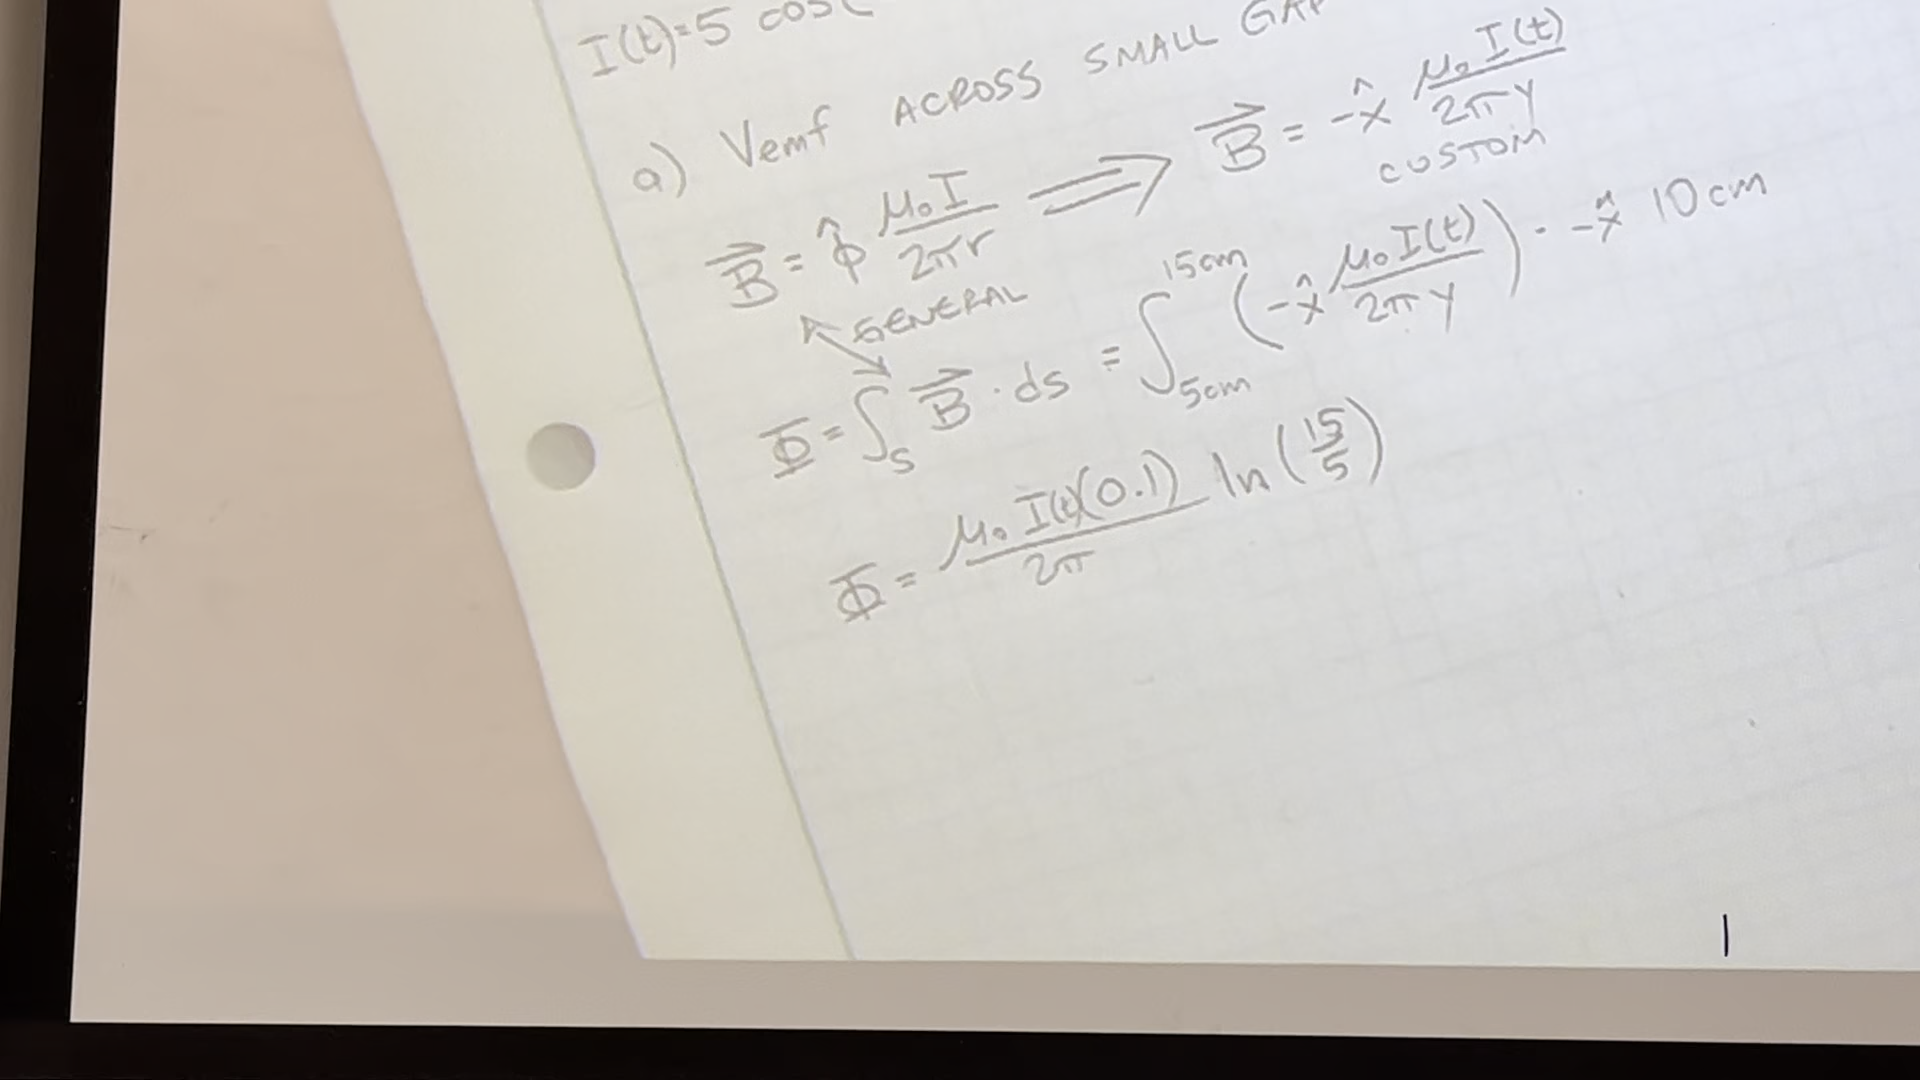 I(t)=5 cos(
a) Vemf ACROSS SMALL GAP
B⃗ = φ̂ μ₀I/2πr ⟹ B⃗ = -x̂ μ₀I(t)/2πy
GENERAL CUSTOM
Φ = ∫ₛ B⃗ · ds = ∫ 5cm 15cm (-x̂ μ₀I(t)/2πy) · -x̂ 10cm
Φ = μ₀I(t)(0.1)/2π ln(15/5)